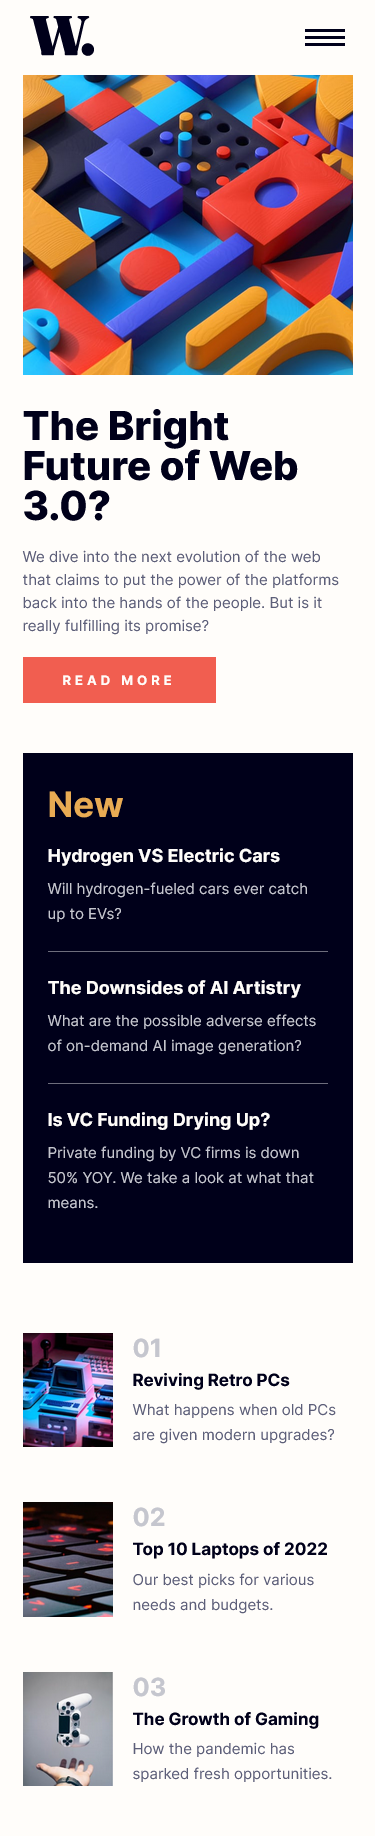 W.
The Bright
Future of Web
3.0?
We dive into the next evolution of the web
that claims to put the power of the platforms
back into the hands of the people. But is it
really fulfilling its promise?
READ MORE
New
Hydrogen VS Electric Cars
Will hydrogen-fueled cars ever catch
up to EVs?
The Downsides of AI Artistry
What are the possible adverse effects
of on-demand AI image generation?
Is VC Funding Drying Up?
Private funding by VC firms is down
50% YOY. We take a look at what that
means.
01
Reviving Retro PCs
What happens when old PCs
are given modern upgrades?
02
Top 10 Laptops of 2022
Our best picks for various
needs and budgets.
03
The Growth of Gaming
How the pandemic has
sparked fresh opportunities.